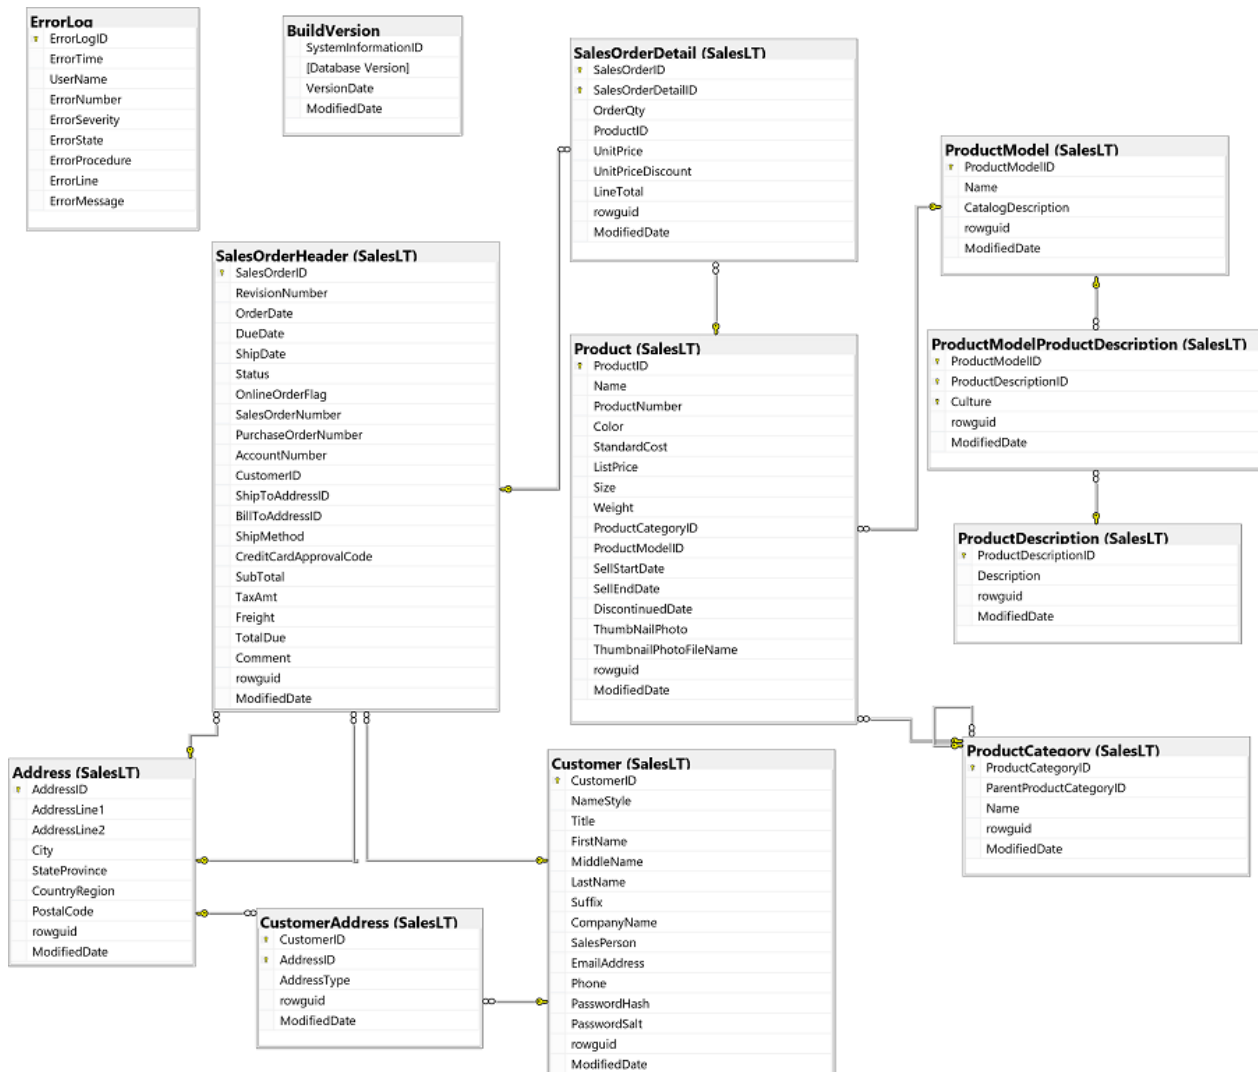 ErrorLog
ErrorLogID
ErrorTime
UserName
ErrorNumber
ErrorSeverity
ErrorState
ErrorProcedure
ErrorLine
ErrorMessage
BuildVersion
SystemInformationID
[Database Version]
VersionDate
ModifiedDate
SalesOrderDetail (SalesLT)
SalesOrderID
SalesOrderDetailID
OrderQty
ProductID
UnitPrice
UnitPriceDiscount
LineTotal
rowguid
ModifiedDate
ProductModel (SalesLT)
ProductModelID
Name
CatalogDescription
rowguid
ModifiedDate
SalesOrderHeader (SalesLT)
SalesOrderID
RevisionNumber
OrderDate
DueDate
ShipDate
Status
OnlineOrderFlag
SalesOrderNumber
PurchaseOrderNumber
AccountNumber
CustomerID
ShipToAddressID
BillToAddressID
ShipMethod
CreditCardApprovalCode
SubTotal
TaxAmt
Freight
TotalDue
Comment
rowguid
ModifiedDate
Product (SalesLT)
ProductID
Name
ProductNumber
Color
StandardCost
ListPrice
Size
Weight
ProductCategoryID
ProductModelID
SellStartDate
SellEndDate
DiscontinuedDate
ThumbNailPhoto
ThumbnailPhotoFileName
rowguid
ModifiedDate
ProductModelProductDescription (SalesLT)
ProductModelID
ProductDescriptionID
Culture
rowguid
ModifiedDate
ProductDescription (SalesLT)
ProductDescriptionID
Description
rowguid
ModifiedDate
ProductCategory (SalesLT)
ProductCategoryID
ParentProductCategoryID
Name
rowguid
ModifiedDate
Address (SalesLT)
AddressID
AddressLine1
AddressLine2
City
StateProvince
CountryRegion
PostalCode
rowguid
ModifiedDate
CustomerAddress (SalesLT)
CustomerID
AddressID
AddressType
rowguid
ModifiedDate
Customer (SalesLT)
CustomerID
NameStyle
Title
FirstName
MiddleName
LastName
Suffix
CompanyName
SalesPerson
EmailAddress
Phone
PasswordHash
PasswordSalt
rowguid
ModifiedDate